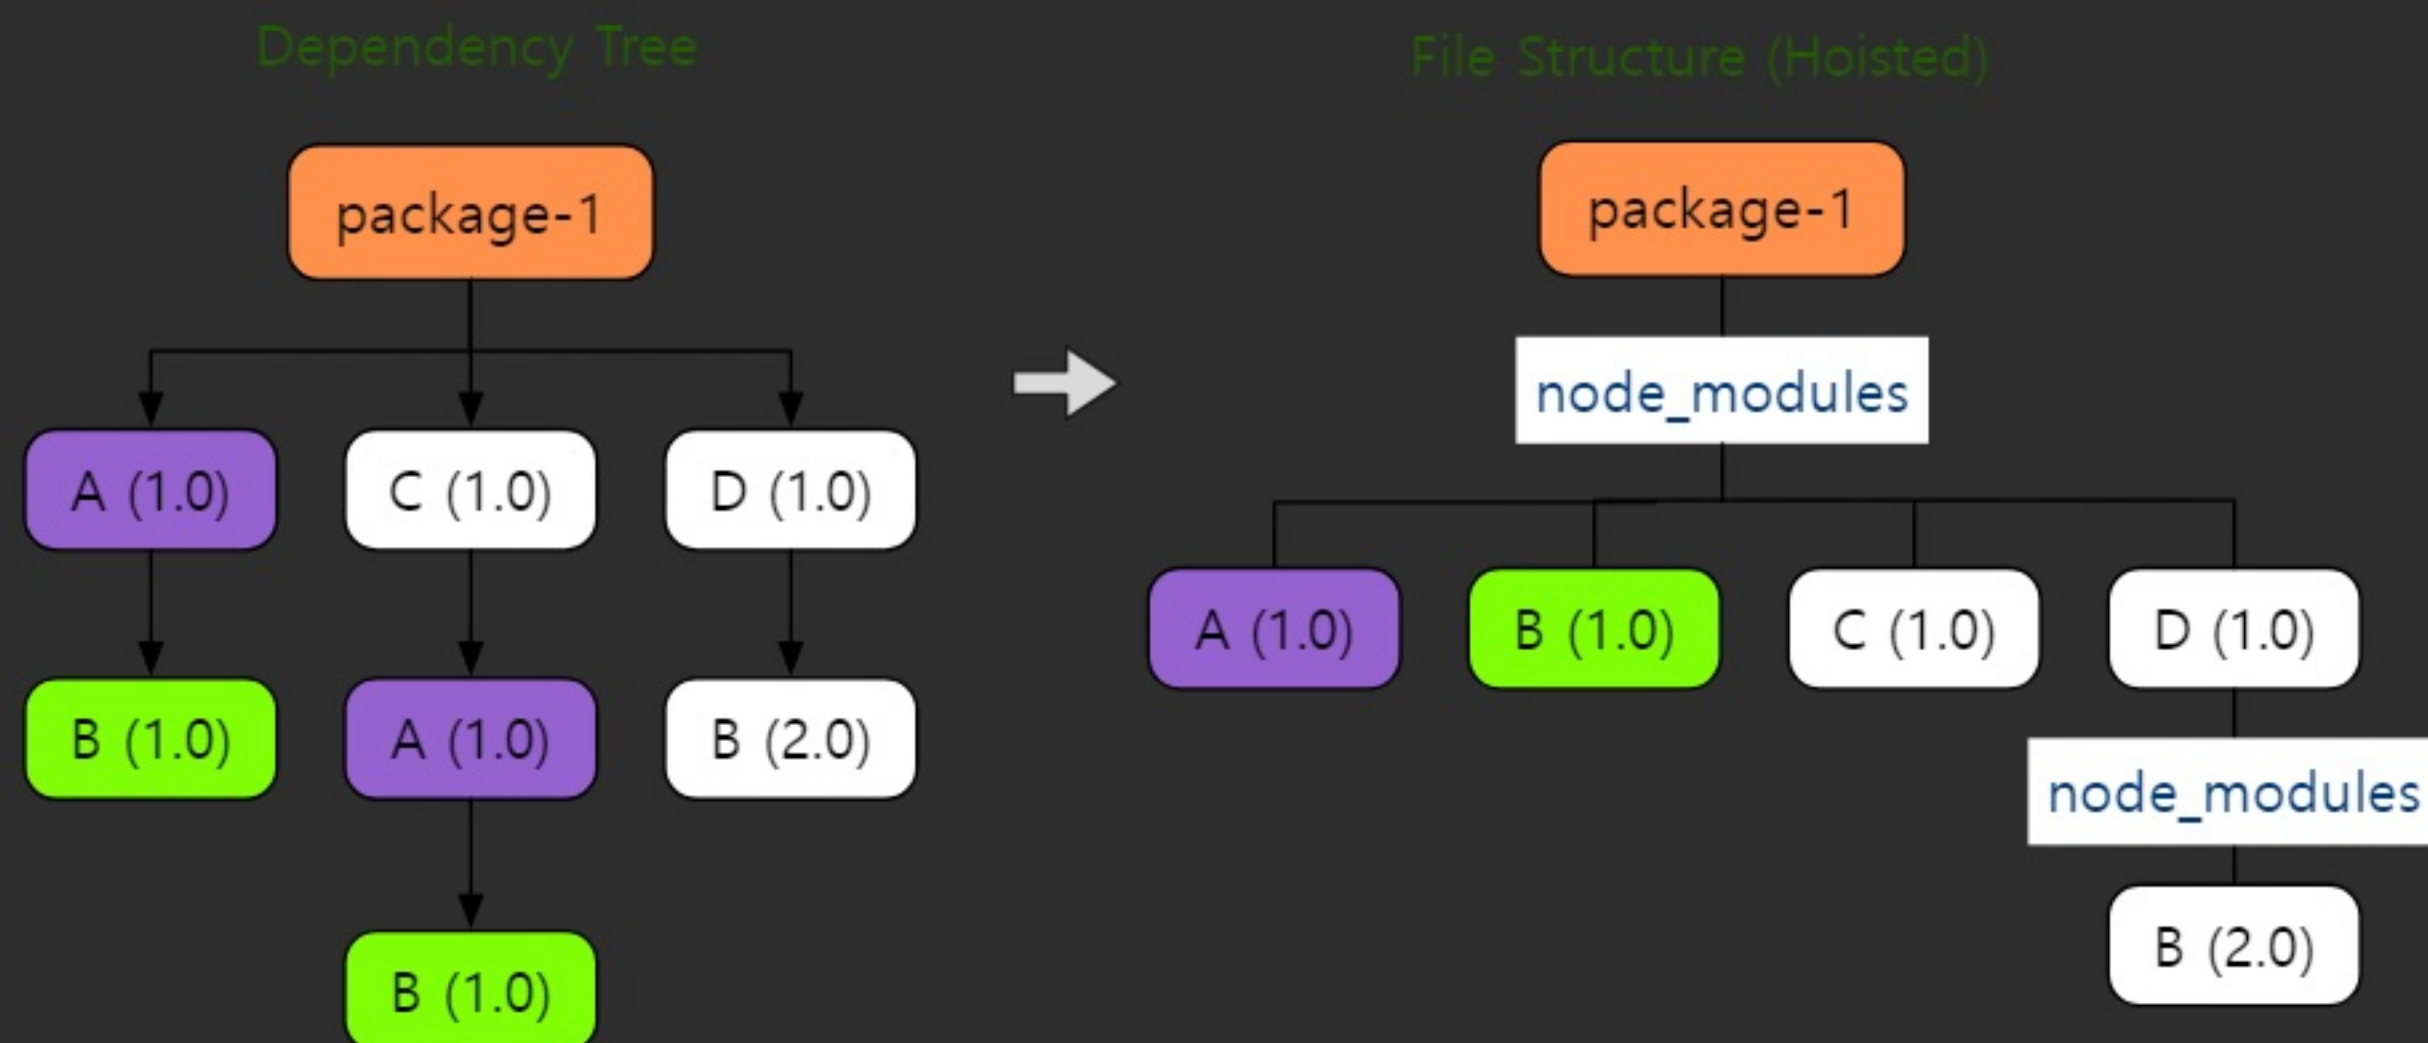 Dependency Tree
package-1
A (1.0)
C (1.0)
D (1.0)
B (1.0)
A (1.0)
B (2.0)
B (1.0)
File Structure (Hoisted)
package-1
node_modules
A (1.0)
B (1.0)
C (1.0)
D (1.0)
node_modules
B (2.0)